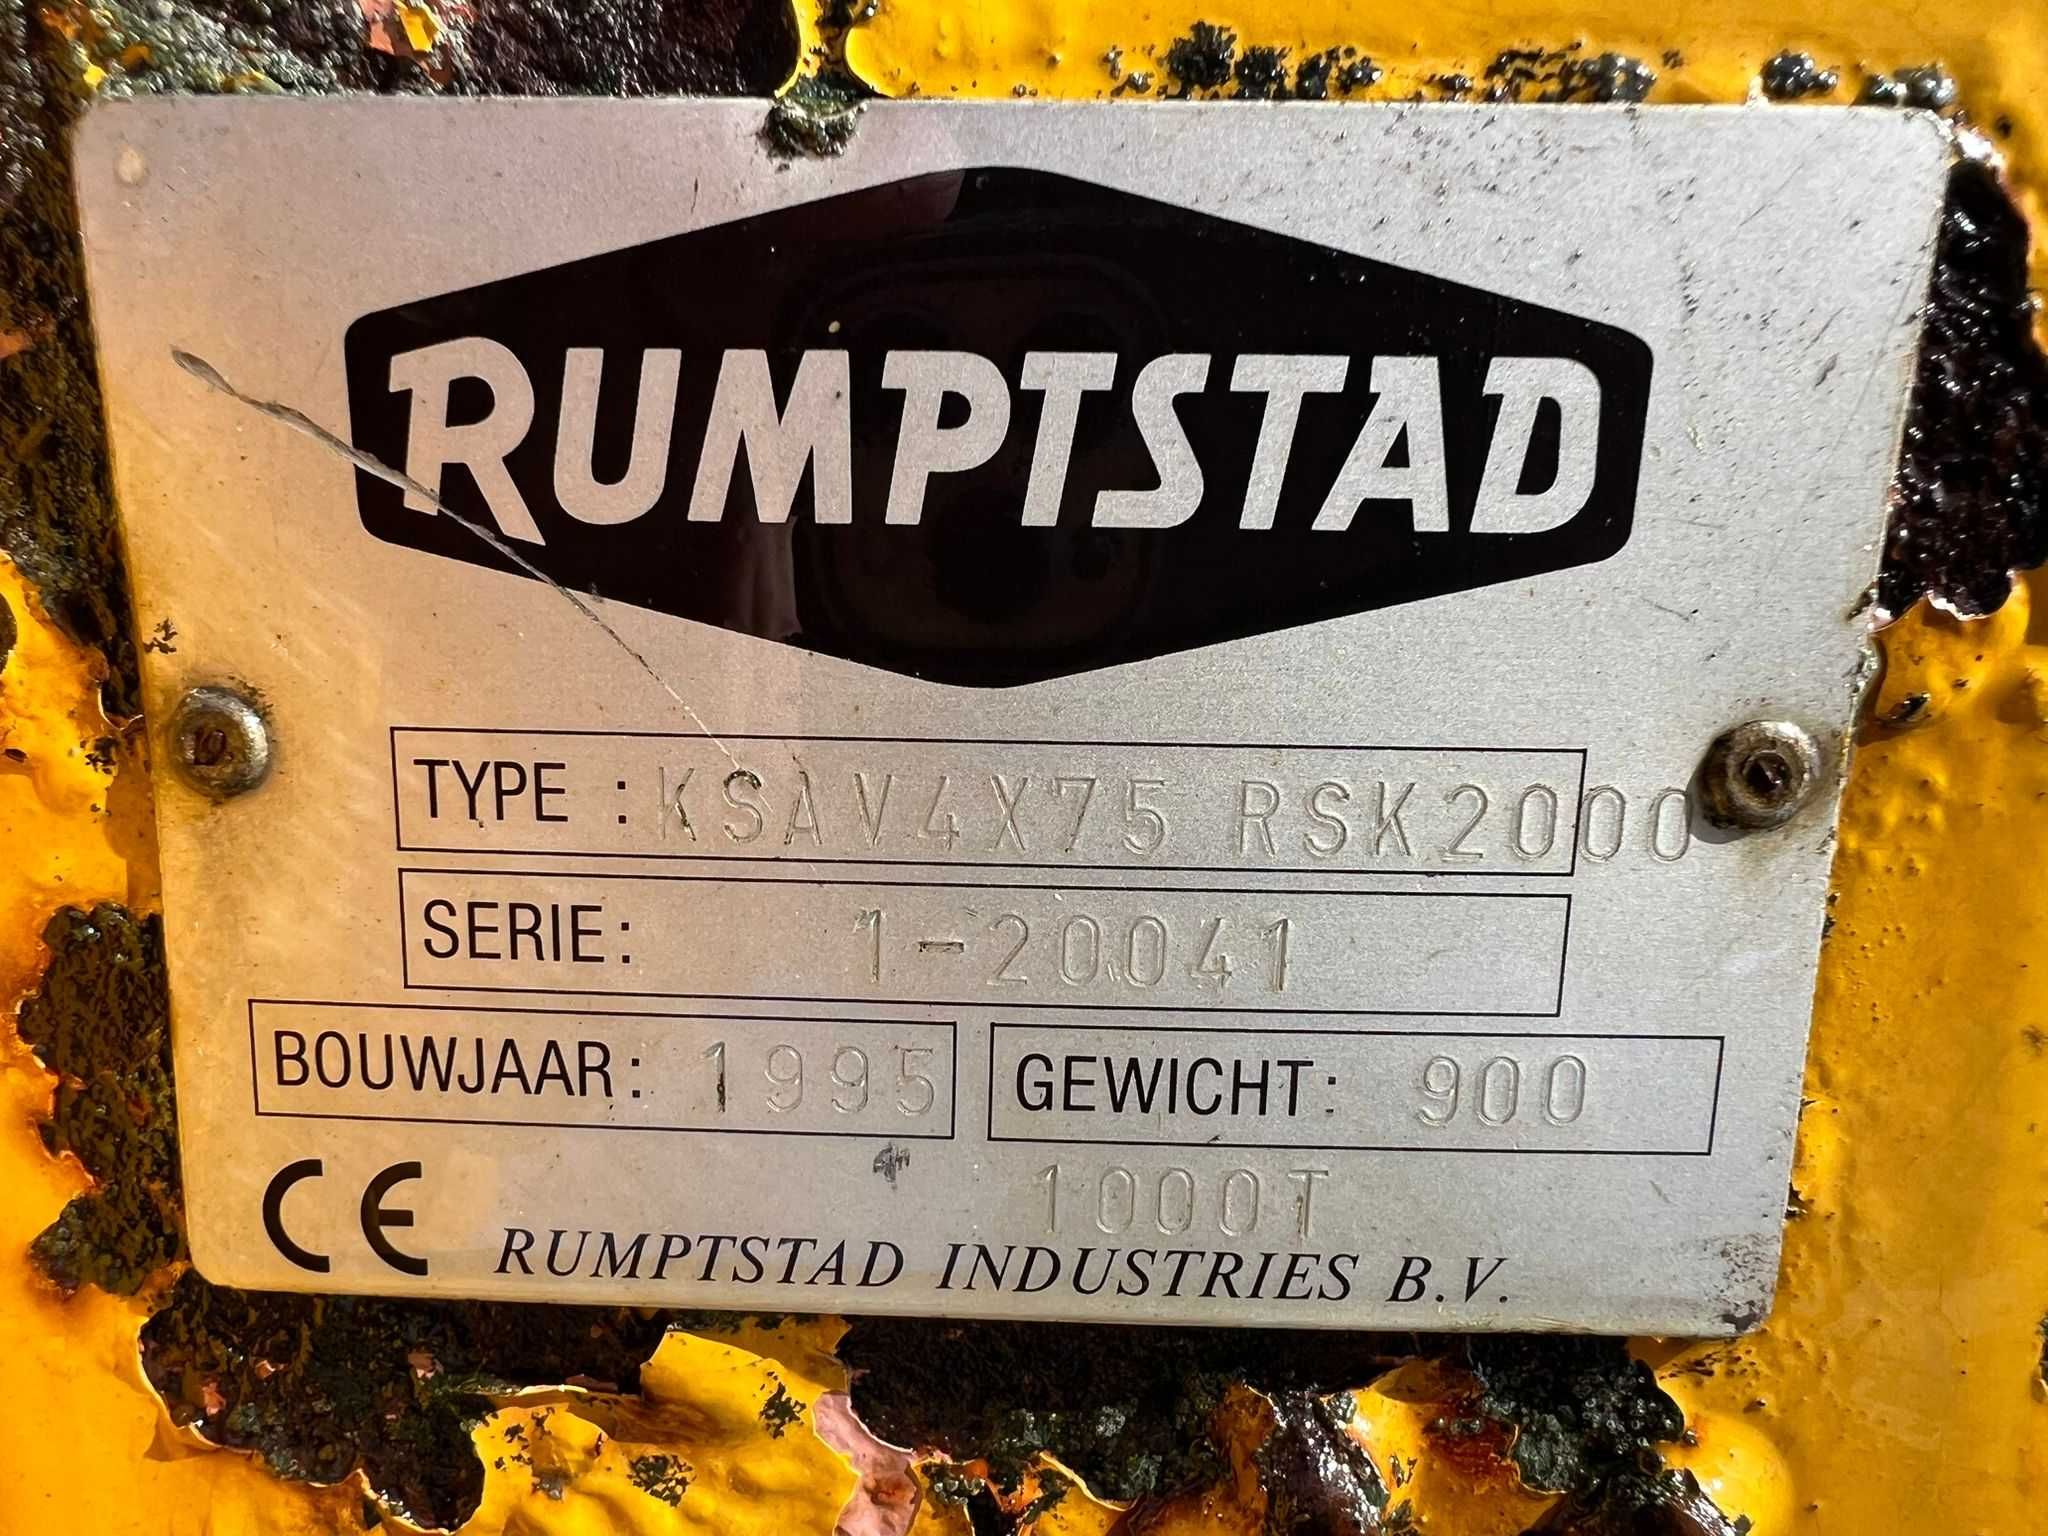 RUMPTSTAD
TYPE : KSAV4X75 RSK2000
SERIE: 1-20041
BOUWJAAR: 1995 GEWICHT: 900
1000T
CE RUMPTSTAD INDUSTRIES B.V.